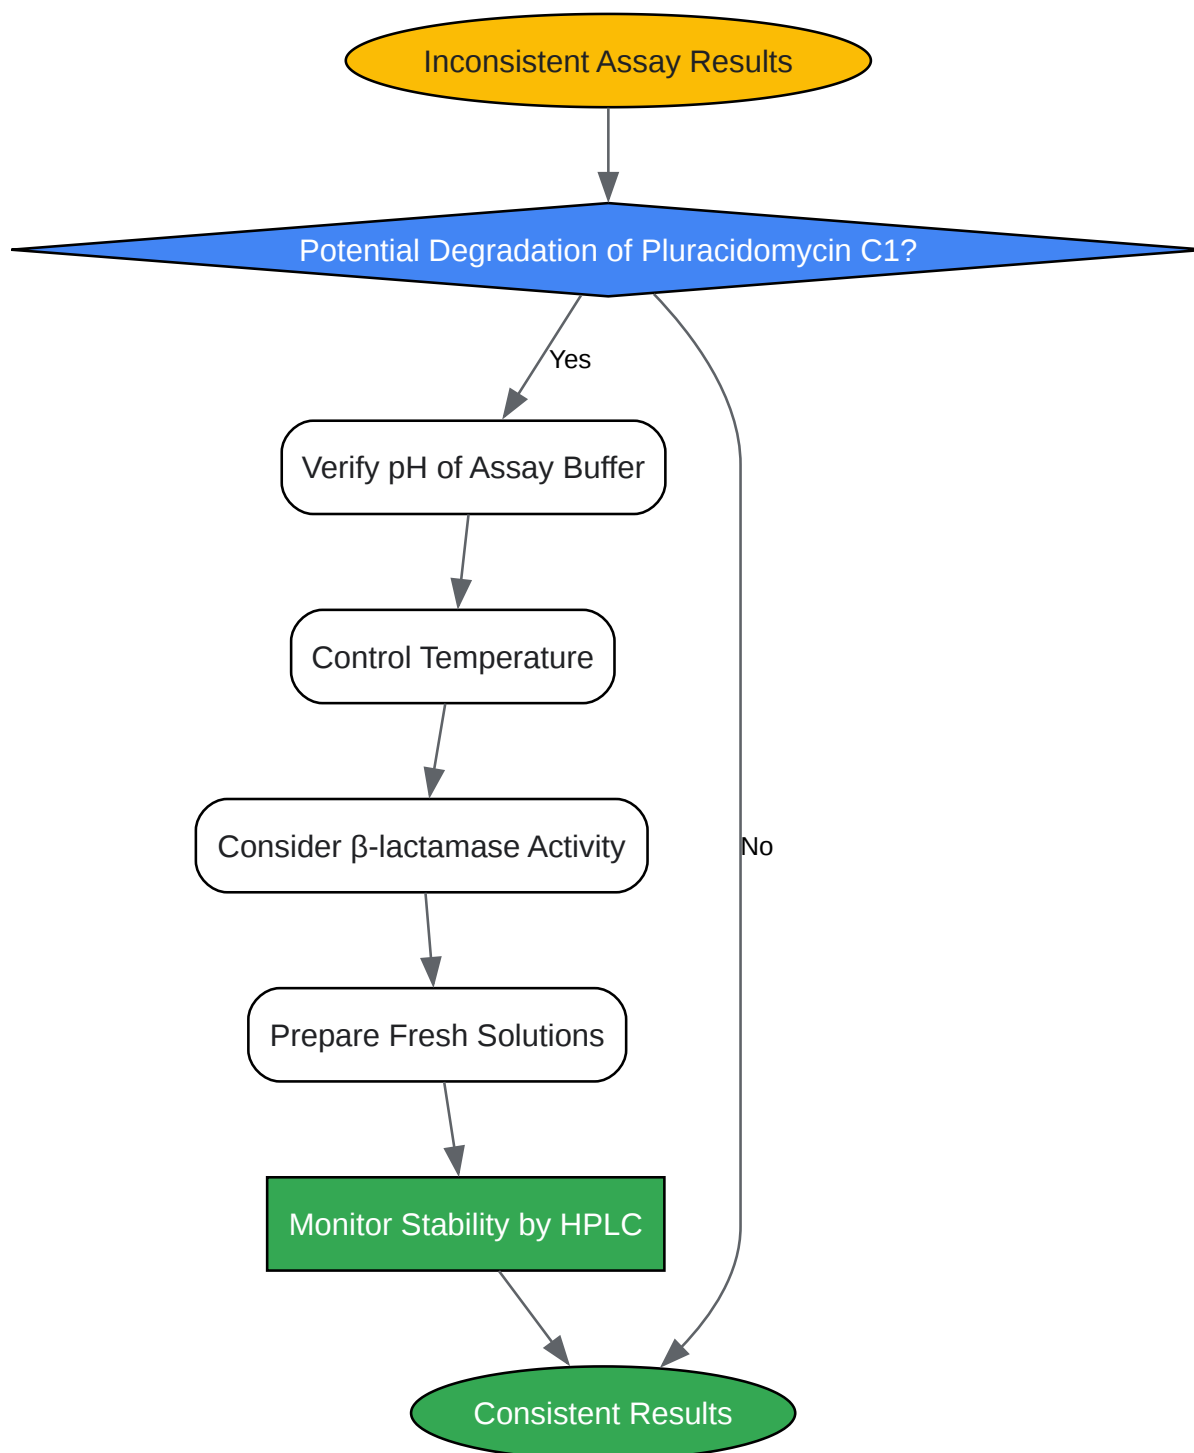 Inconsistent Assay Results
Potential Degradation of Pluracidomycin C1?
Yes
Verify pH of Assay Buffer
Control Temperature
Consider β-lactamase Activity
No
Prepare Fresh Solutions
Monitor Stability by HPLC
Consistent Results